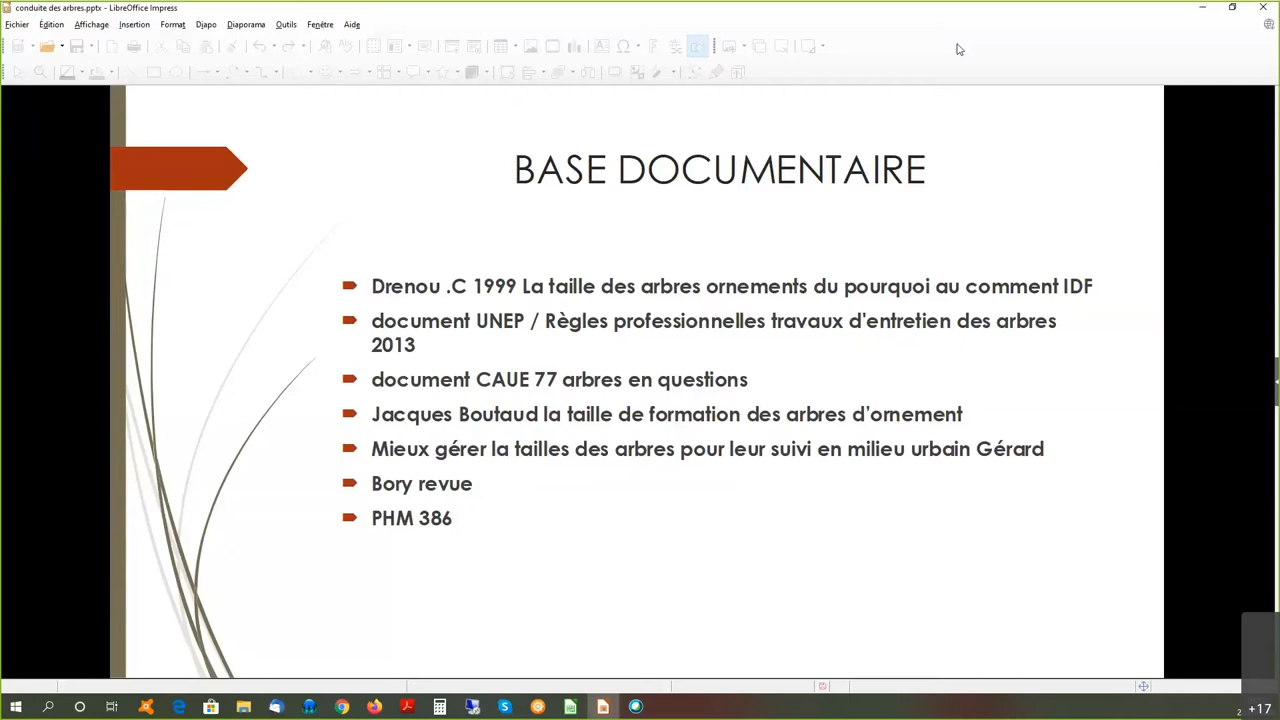 conduite des arbres.pptx - LibreOffice Impress
Fichier Édition Affichage Insertion Format Diapo Diaporama Outils Fenêtre Aide
BASE DOCUMENTAIRE
Drenou .C 1999 La taille des arbres ornements du pourquoi au comment IDF
document UNEP / Règles professionnelles travaux d'entretien des arbres
2013
document CAUE 77 arbres en questions
Jacques Boutaud la taille de formation des arbres d’ornement
Mieux gérer la tailles des arbres pour leur suivi en milieu urbain Gérard
Bory revue
PHM 386
2 +17